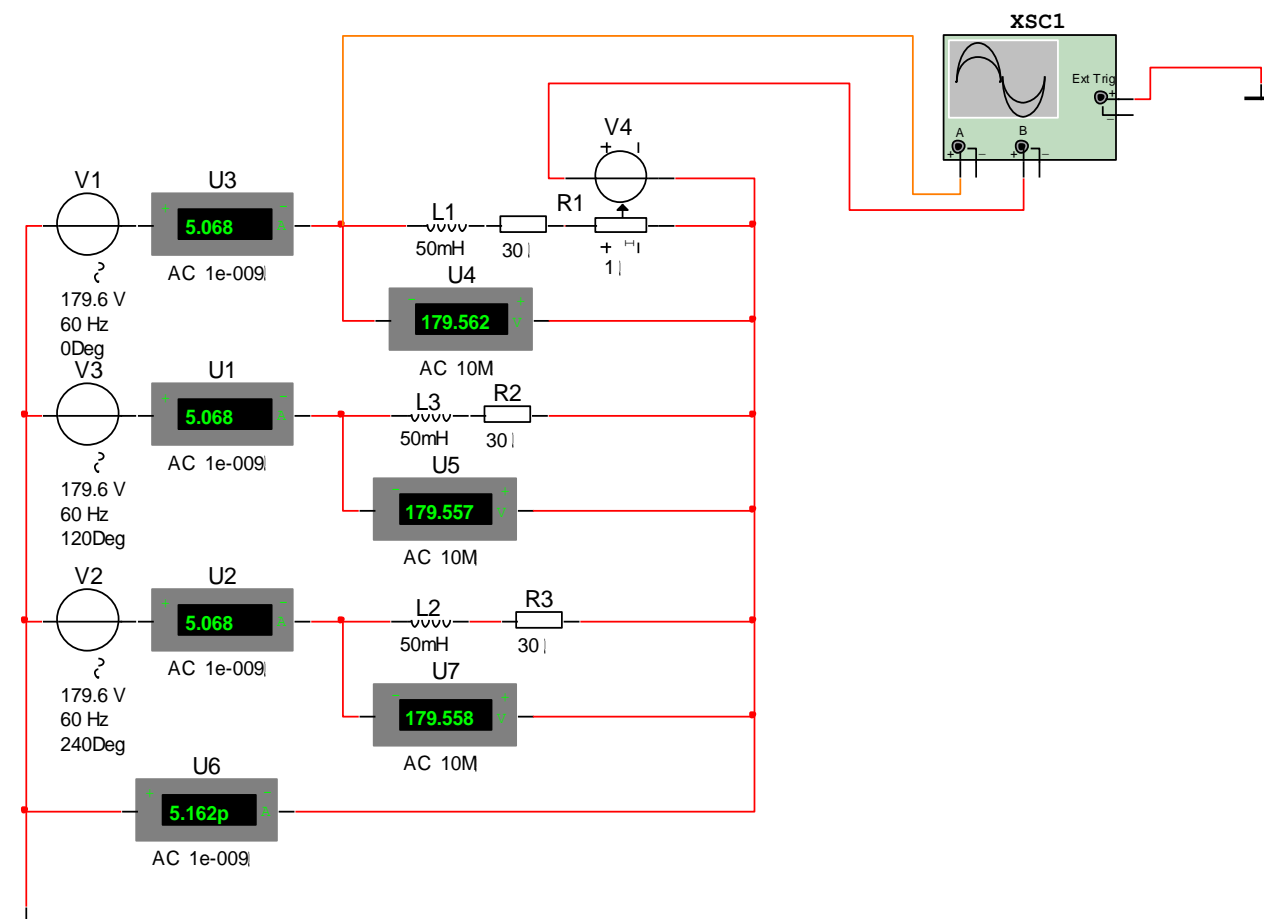 XSC1
Ext Trig
+
_
A
B
+
_
+
_
V4
+
V1
U3
+
5.068
A
AC 1e-009
179.6 V
60 Hz
0Deg
L1
50mH
30
R1
+
1
U4
179.562
V
+
AC 10M
V3
U1
+
5.068
A
AC 1e-009
179.6 V
60 Hz
120Deg
L3
50mH
R2
30
U5
179.557
V
+
AC 10M
V2
U2
+
5.068
A
AC 1e-009
179.6 V
60 Hz
240Deg
L2
50mH
R3
30
U7
179.558
V
+
AC 10M
U6
+
5.162p
A
AC 1e-009